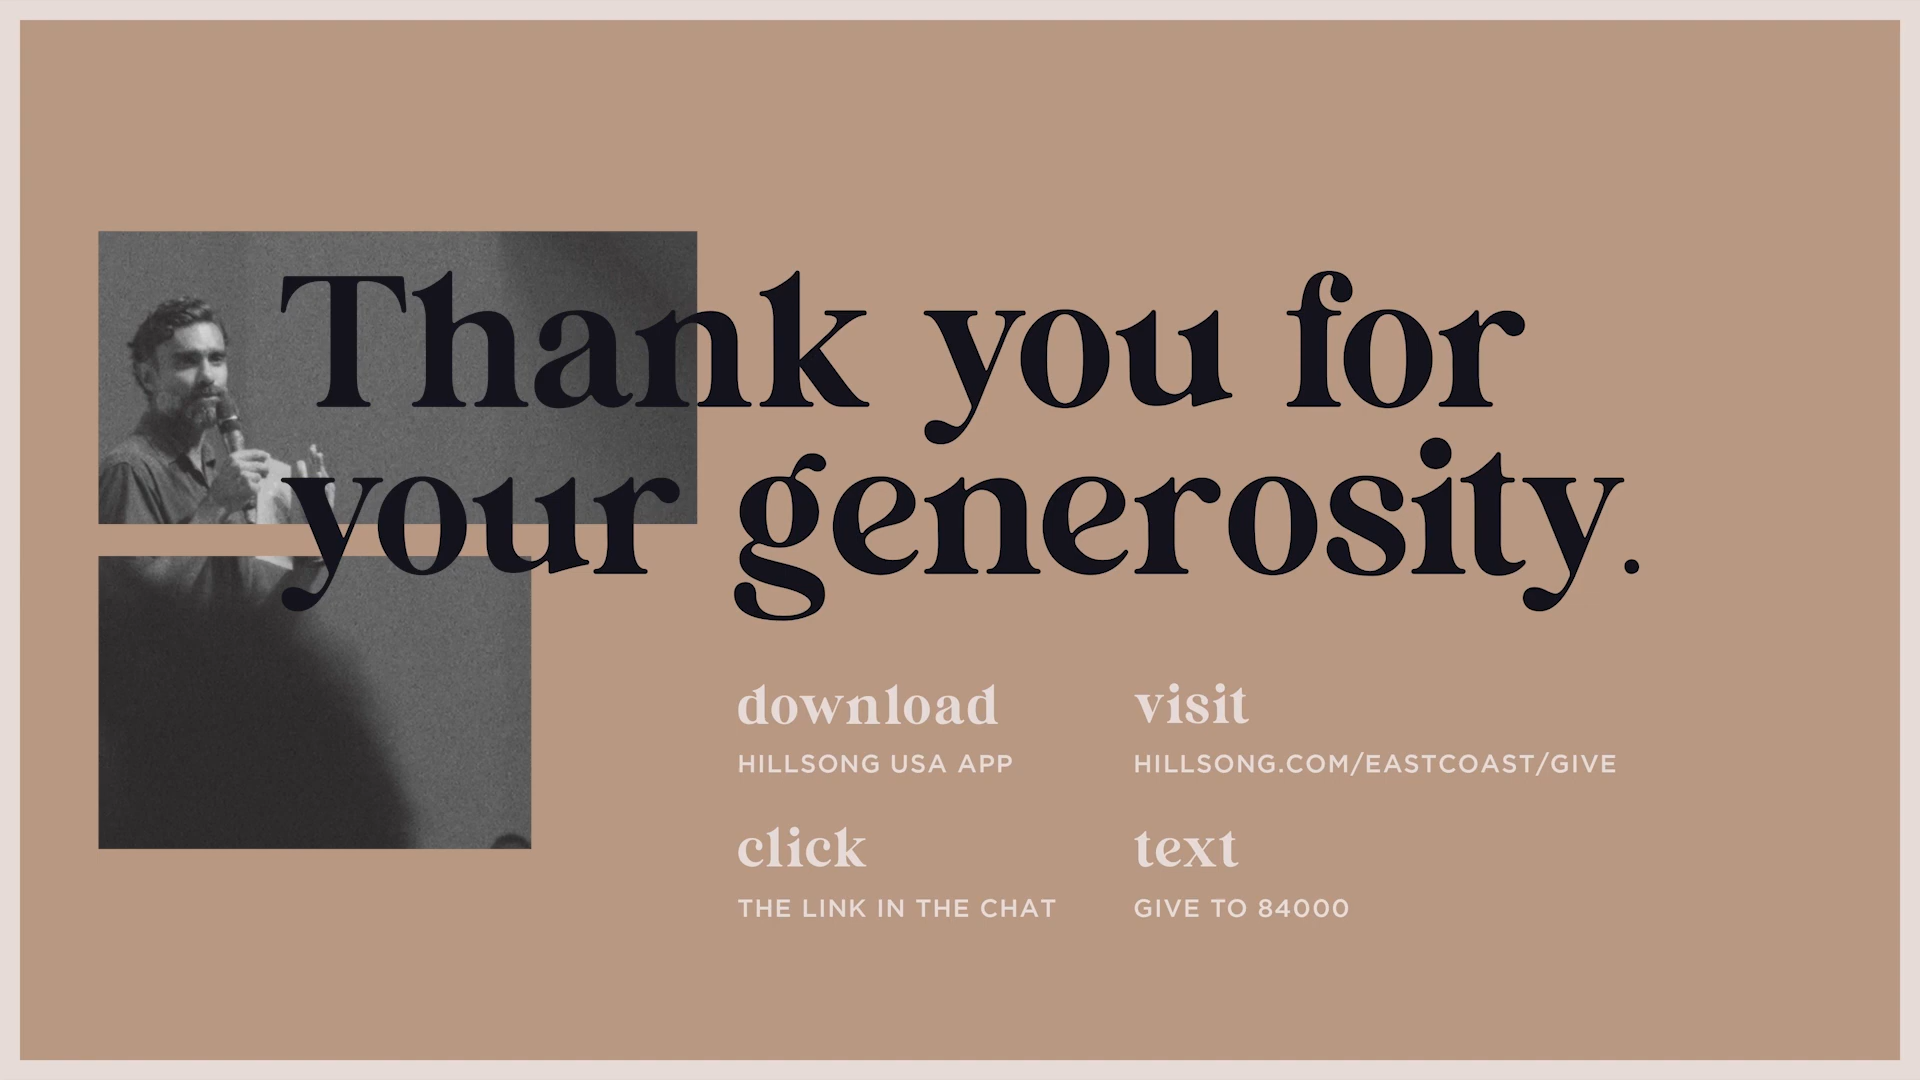 Thank you for
your generosity.
download
HILLSONG USA APP
visit
HILLSONG.COM/EASTCOAST/GIVE
click
THE LINK IN THE CHAT
text
GIVE TO 84000